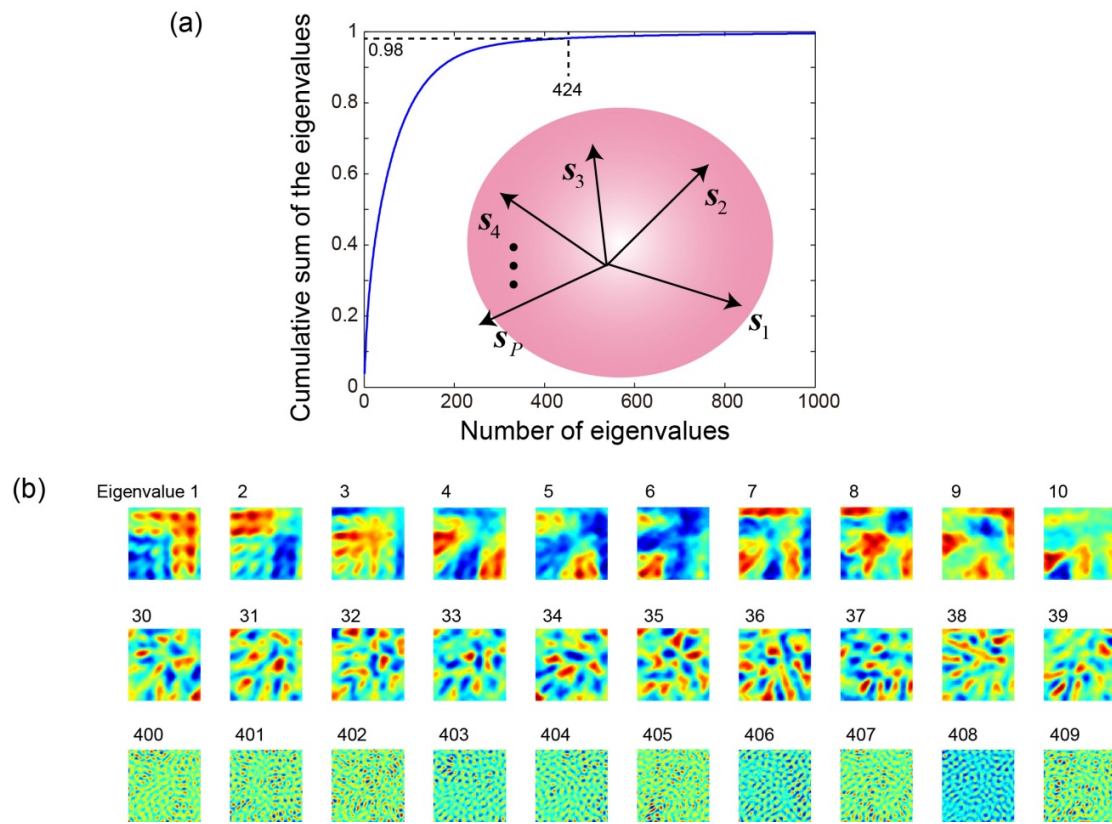 (a)
Cumulative sum of the eigenvalues
1
0.8
0.6
0.4
0.2
0
0.98
424
s3
s2
s4
s1
sP
0 200 400 600 800 1000
Number of eigenvalues
(b)
Eigenvalue 1 2 3 4 5 6 7 8 9 10
30 31 32 33 34 35 36 37 38 39
400 401 402 403 404 405 406 407 408 409